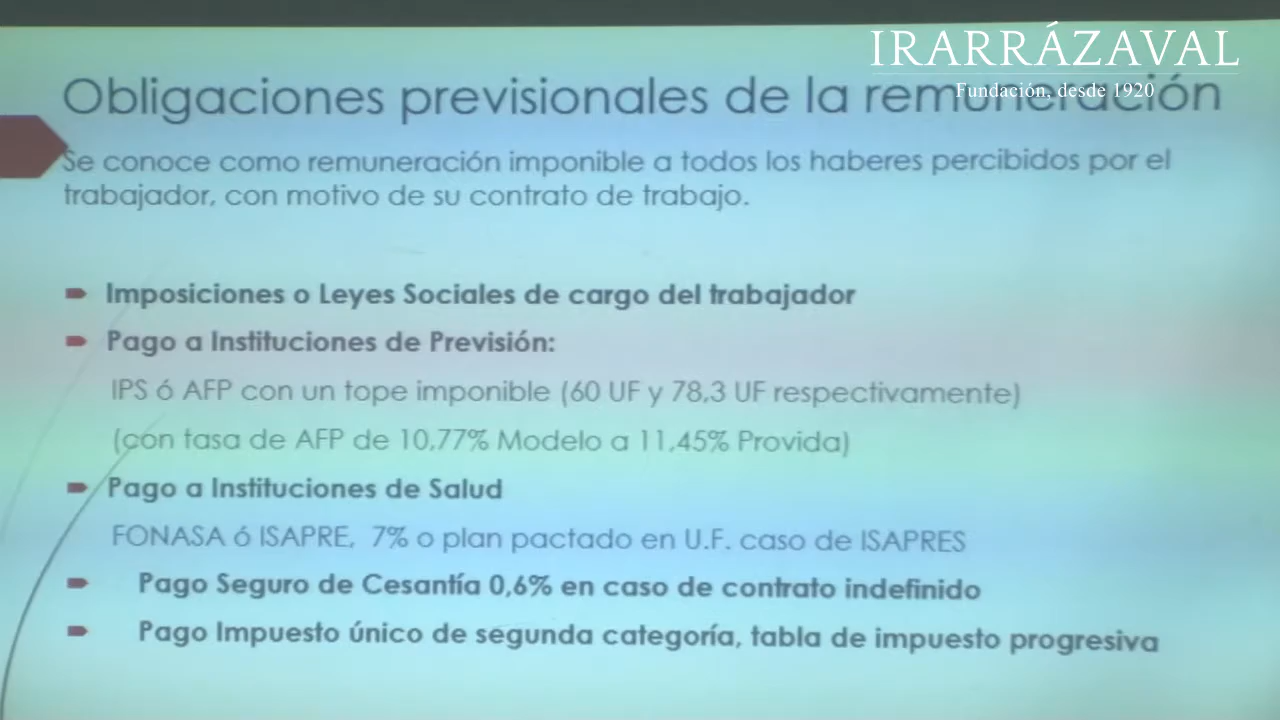 IRARRÁZAVAL
Fundación, desde 1920
Obligaciones previsionales de la remuneración
Se conoce como remuneración imponible a todos los haberes percibidos por el
trabajador, con motivo de su contrato de trabajo.
Imposiciones o Leyes Sociales de cargo del trabajador
Pago a Instituciones de Previsión:
IPS ó AFP con un tope imponible (60 UF y 78,3 UF respectivamente)
(con tasa de AFP de 10,77% Modelo a 11,45% Provida)
Pago a Instituciones de Salud
FONASA ó ISAPRE, 7% o plan pactado en U.F. caso de ISAPRES
Pago Seguro de Cesantía 0,6% en caso de contrato indefinido
Pago Impuesto único de segunda categoría, tabla de impuesto progresiva